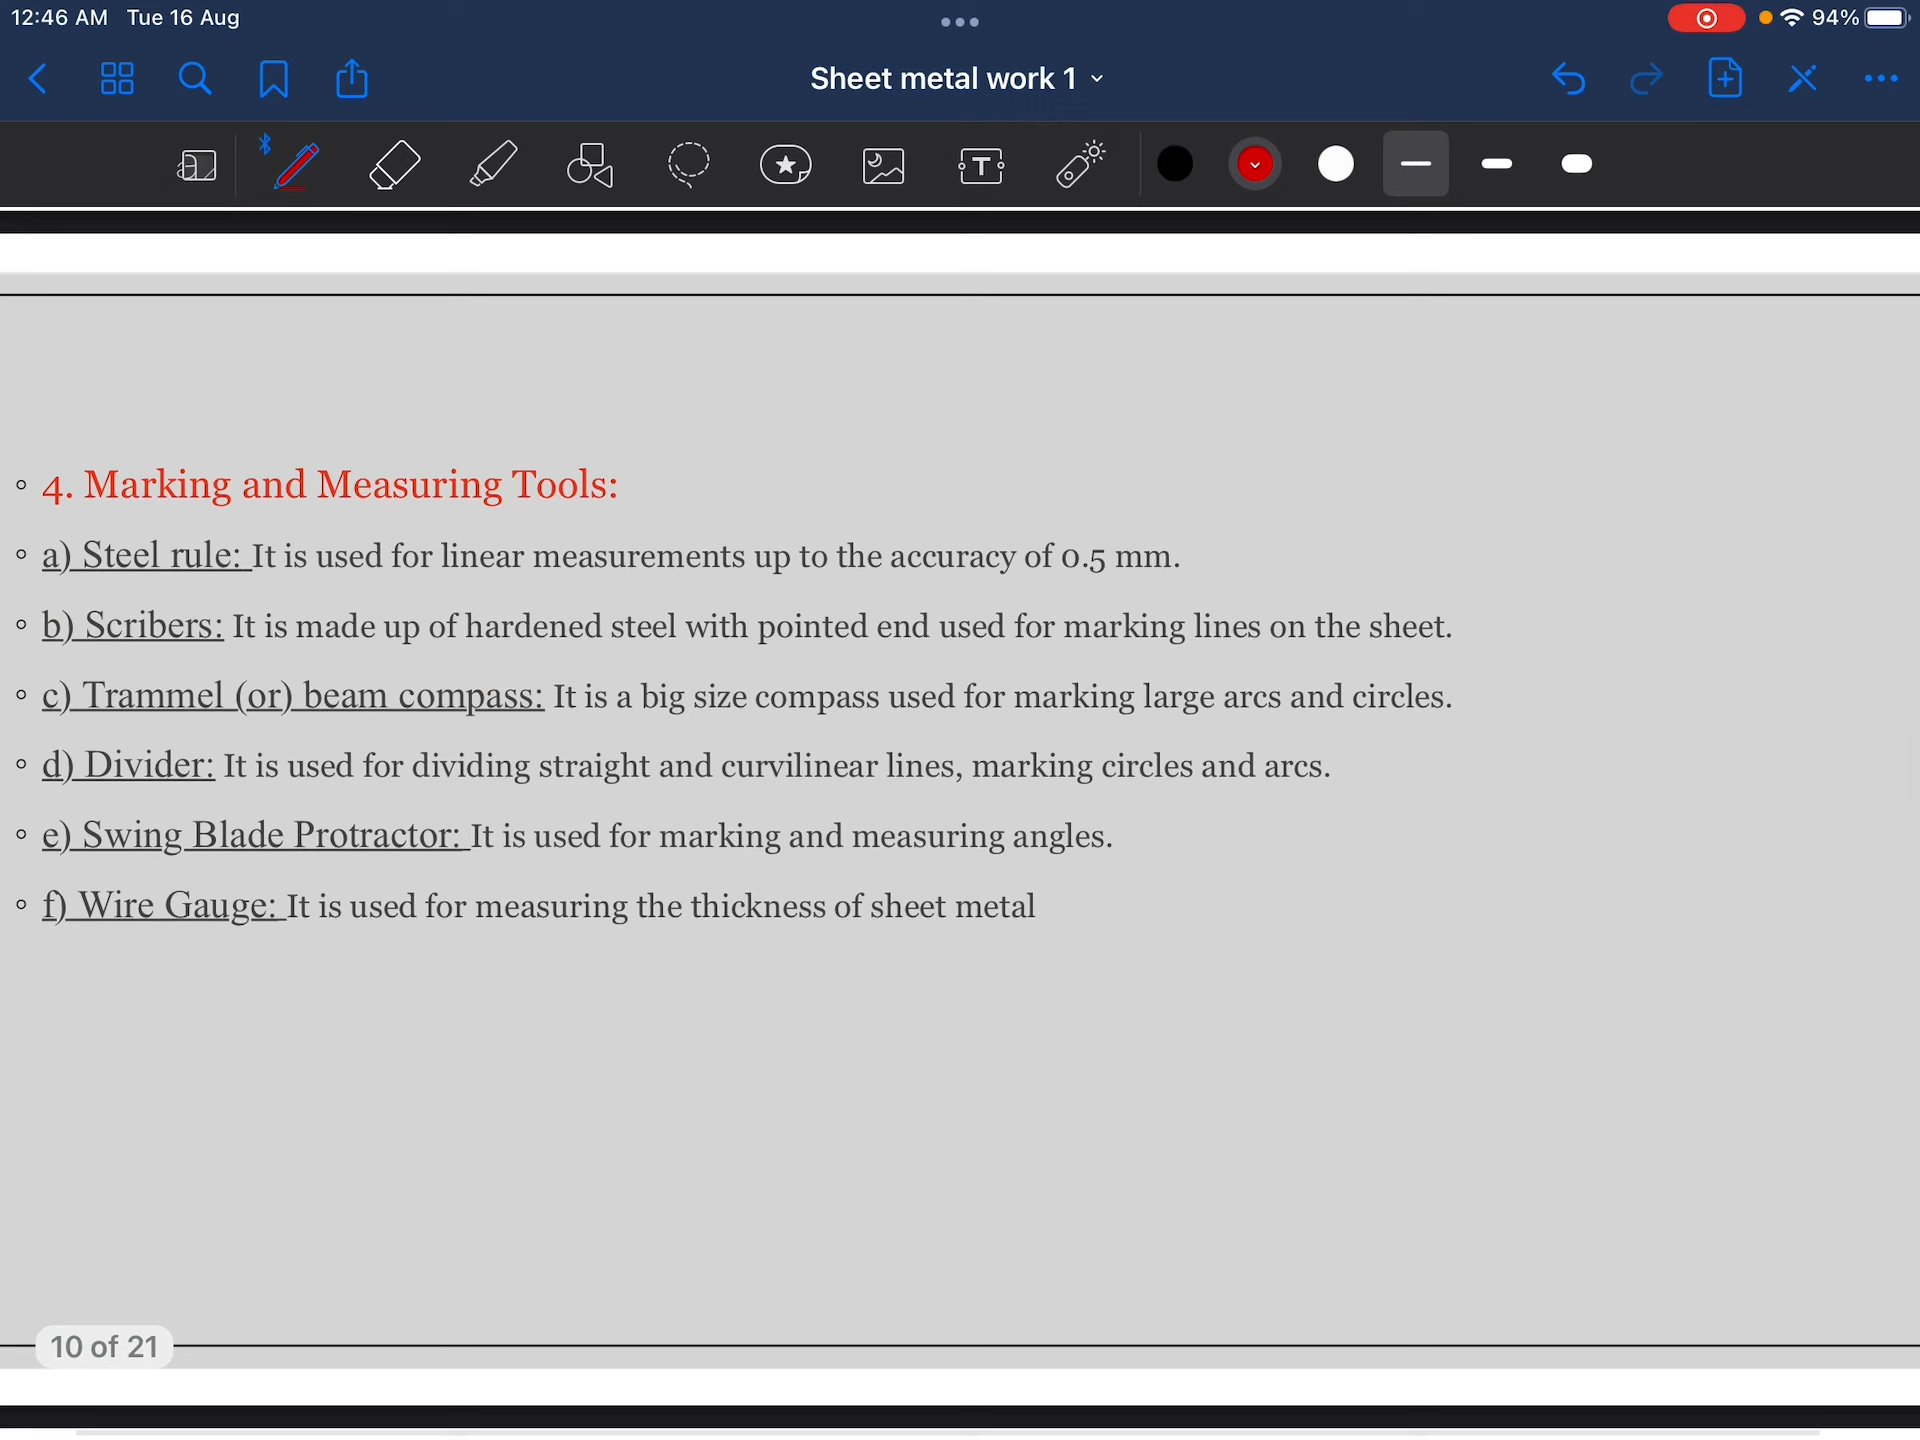 12:46 AM Tue 16 Aug
94%
Sheet metal work 1
T
4. Marking and Measuring Tools:
a) Steel rule: It is used for linear measurements up to the accuracy of 0.5 mm.
b) Scribers: It is made up of hardened steel with pointed end used for marking lines on the sheet.
c) Trammel (or) beam compass: It is a big size compass used for marking large arcs and circles.
d) Divider: It is used for dividing straight and curvilinear lines, marking circles and arcs.
e) Swing Blade Protractor: It is used for marking and measuring angles.
f) Wire Gauge: It is used for measuring the thickness of sheet metal
10 of 21